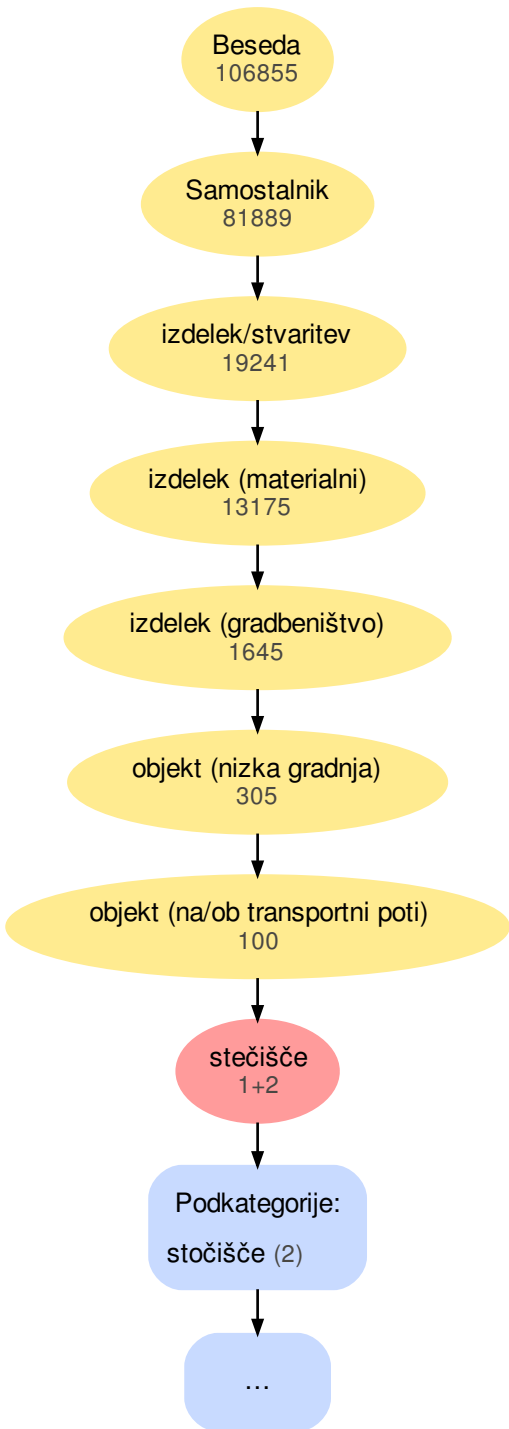 Beseda
106855
Samostalnik
81889
izdelek/stvaritev
19241
izdelek (materialni)
13175
izdelek (gradbeništvo)
1645
objekt (nizka gradnja)
305
objekt (na/ob transportni poti)
100
stečišče
1+2
Podkategorije:
stočišče (2)
…